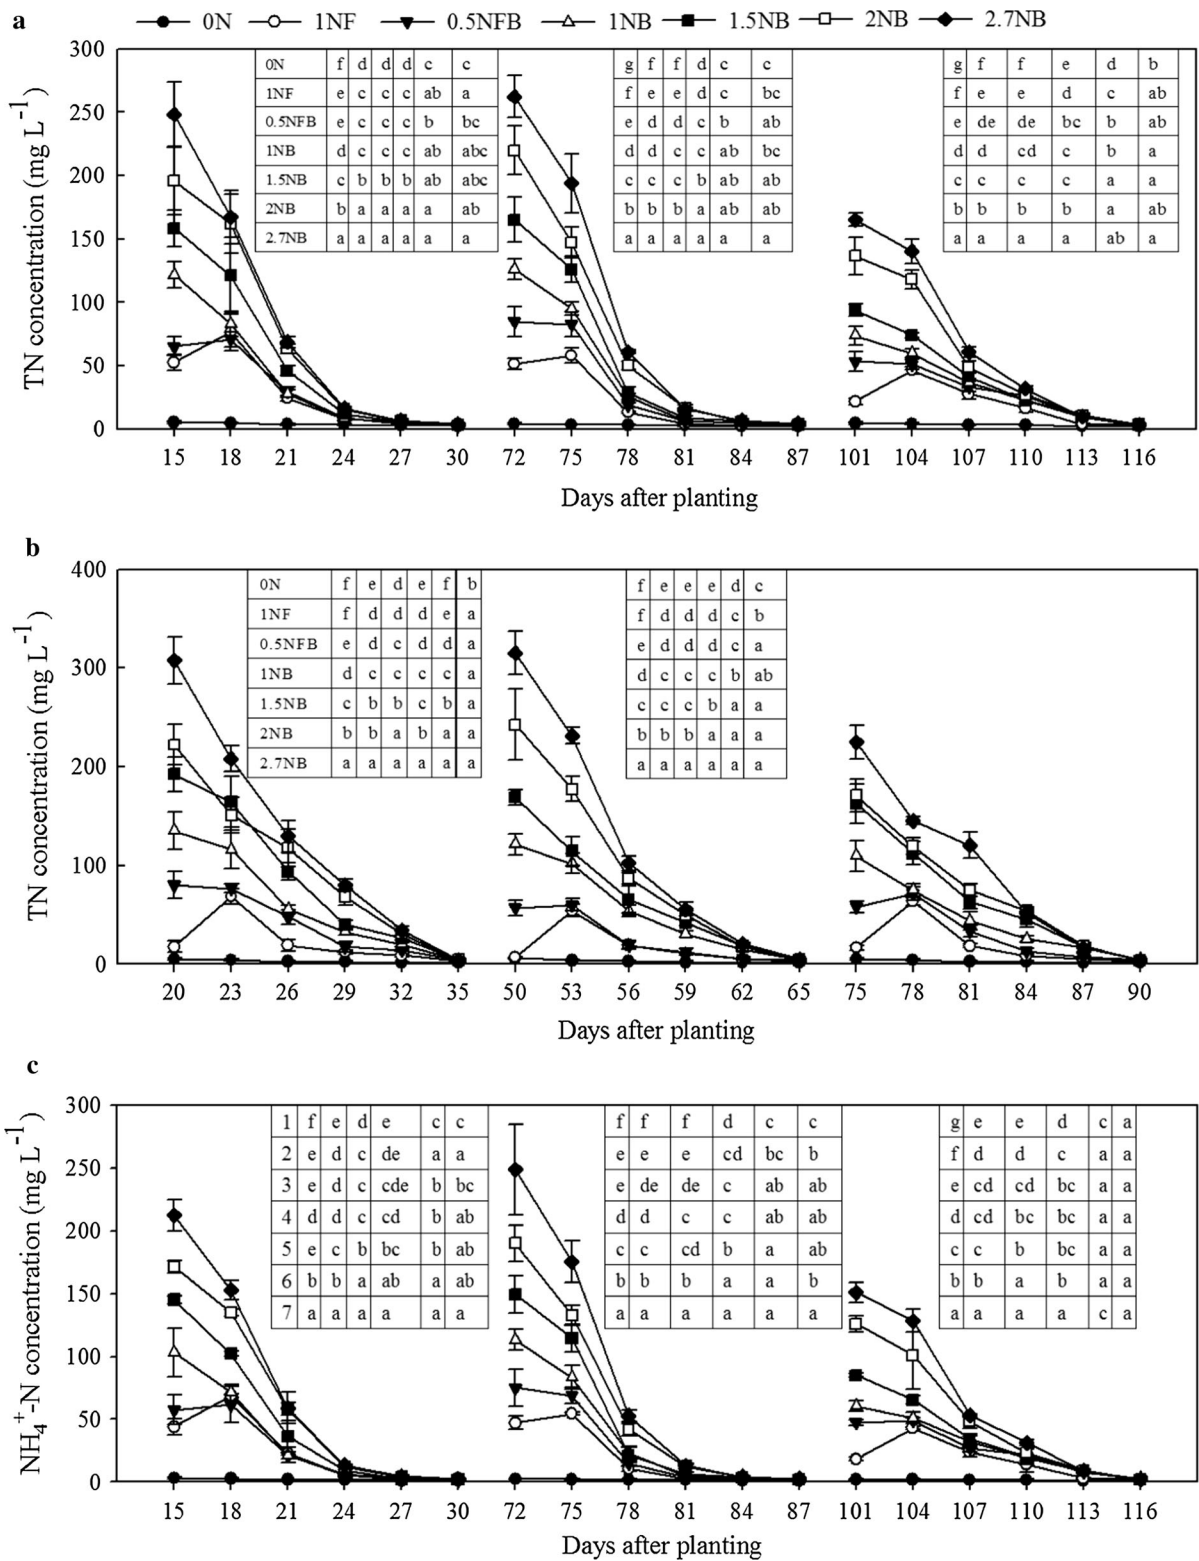 a 0N 1NF 0.5NFB 1NB 1.5NB 2NB 2.7NB
TN concentration (mg L-1)
300
250
200
150
100
50
0
0N f d d d c c
1NF e c c c ab a
0.5NFB e c c c b bc
1NB d c c c ab abc
1.5NB c b b b ab abc
2NB b a a a a ab
2.7NB a a a a a a
g f f d c c
f e e d c bc
e d d c b ab
d d c c ab bc
c c c b ab ab
b b b a ab ab
a a a a a a
g f f e d b
f e e d c ab
e de de bc b ab
d d cd c b a
c c c c a a
b b b b a ab
a a a a ab a
15 18 21 24 27 30 72 75 78 81 84 87 101 104 107 110 113 116
Days after planting
b
TN concentration (mg L-1)
400
300
200
100
0
0N f e d e f b
1NF f d d d e a
0.5NFB e d c d d a
1NB d c c c c a
1.5NB c b b c b a
2NB b b a b a a
2.7NB a a a a a a
f e e e d c
f d d d c b
e d d d c a
d c c c b ab
c c c b a a
b b b a a a
a a a a a a
20 23 26 29 32 35 50 53 56 59 62 65 75 78 81 84 87 90
Days after planting
c
NH4+-N concentration (mg L-1)
300
250
200
150
100
50
0
1 f e d e c c
2 e d c de a a
3 e d c cde b bc
4 d d c cd b ab
5 e c b bc b ab
6 b b a ab a ab
7 a a a a a a
f f f d c c
e e e cd bc b
e de de c ab ab
d d c c ab ab
c c cd b a ab
b b b a a b
a a a a a a
g e e d c a
f d d c a a
e cd cd bc a a
d cd bc bc a a
c c b bc a a
b b a b a a
a a a a c a
15 18 21 24 27 30 72 75 78 81 84 87 101 104 107 110 113 116
Days after planting